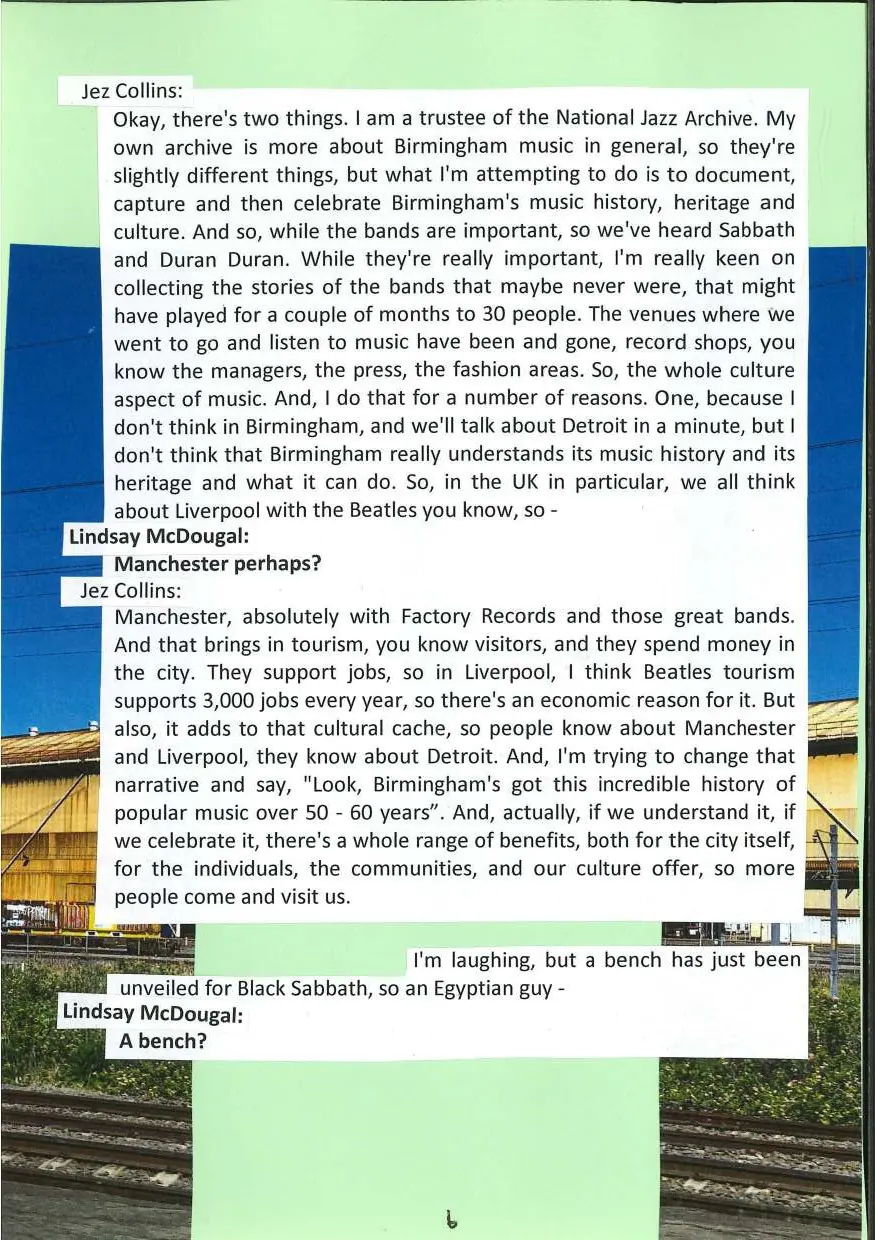 Jez Collins:
Okay, there's two things. I am a trustee of the National Jazz Archive. My
own archive is more about Birmingham music in general, so they're
slightly different things, but what I'm attempting to do is to document,
capture and then celebrate Birmingham's music history, heritage and
culture. And so, while the bands are important, so we've heard Sabbath
and Duran Duran. While they're really important, I'm really keen on
collecting the stories of the bands that maybe never were, that might
have played for a couple of months to 30 people. The venues where we
went to go and listen to music have been and gone, record shops, you
know the managers, the press, the fashion areas. So, the whole culture
aspect of music. And, I do that for a number of reasons. One, because I
don't think in Birmingham, and we'll talk about Detroit in a minute, but I
don't think that Birmingham really understands its music history and its
heritage and what it can do. So, in the UK in particular, we all think
about Liverpool with the Beatles you know, so -
Lindsay McDougal:
Manchester perhaps?
Jez Collins:
Manchester, absolutely with Factory Records and those great bands.
And that brings in tourism, you know visitors, and they spend money in
the city. They support jobs, so in Liverpool, I think Beatles tourism
supports 3,000 jobs every year, so there's an economic reason for it. But
also, it adds to that cultural cache, so people know about Manchester
and Liverpool, they know about Detroit. And, I'm trying to change that
narrative and say, "Look, Birmingham's got this incredible history of
popular music over 50 - 60 years”. And, actually, if we understand it, if
we celebrate it, there's a whole range of benefits, both for the city itself,
for the individuals, the communities, and our culture offer, so more
people come and visit us.
I'm laughing, but a bench has just been
unveiled for Black Sabbath, so an Egyptian guy -
Lindsay McDougal:
A bench?
6